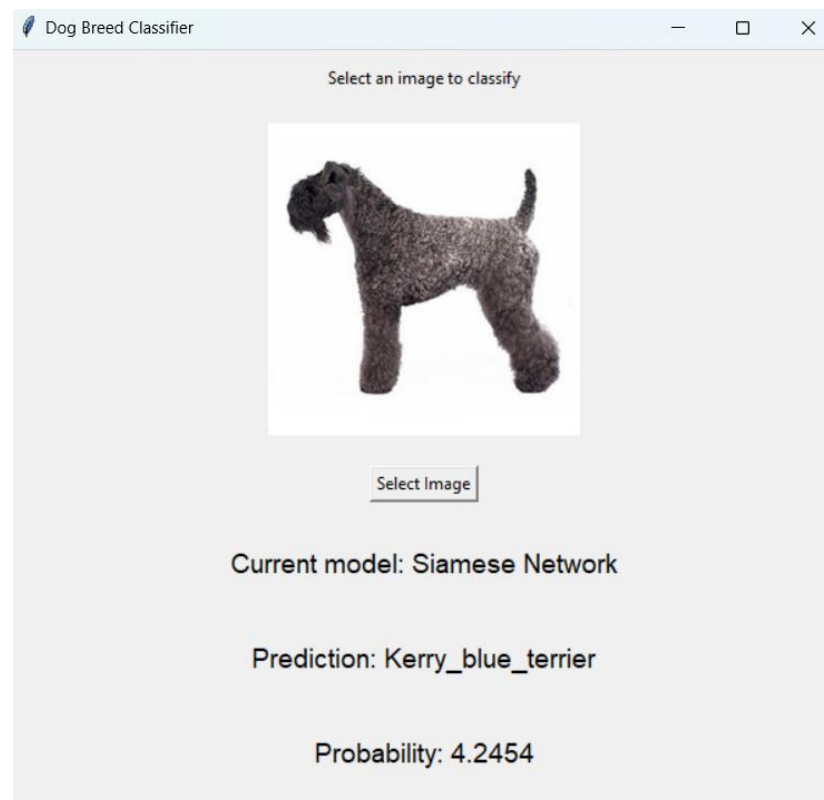 Dog Breed Classifier
Select an image to classify
Select Image
Current model: Siamese Network
Prediction: Kerry_blue_terrier
Probability: 4.2454